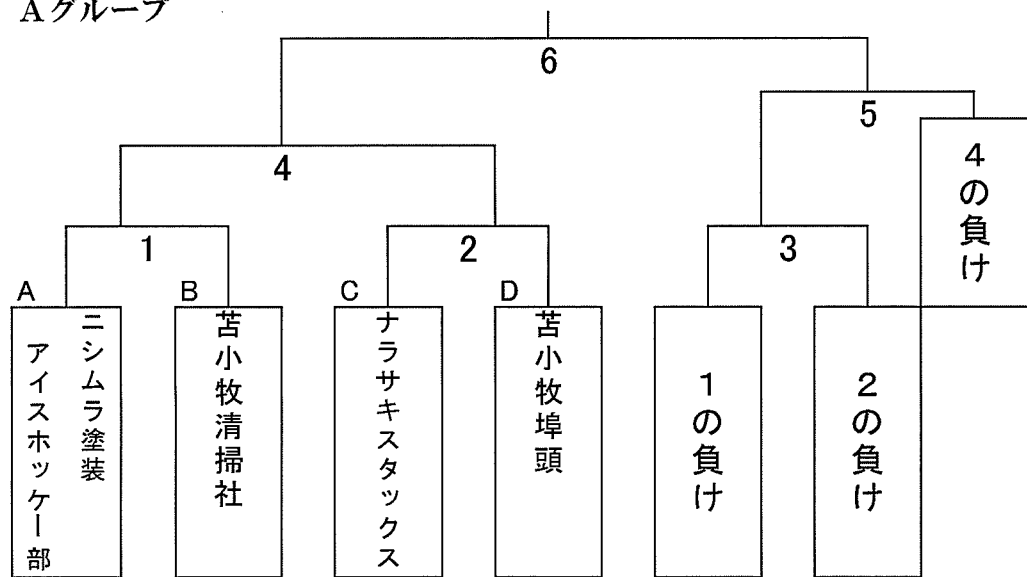 Aグループ
6
5
4
4の負け
1
2
3
A
B
C
D
ニシムラ塗装
アイスホッケー部
苫小牧清掃社
ナラサキスタックス
苫小牧埠頭
1の負け
2の負け